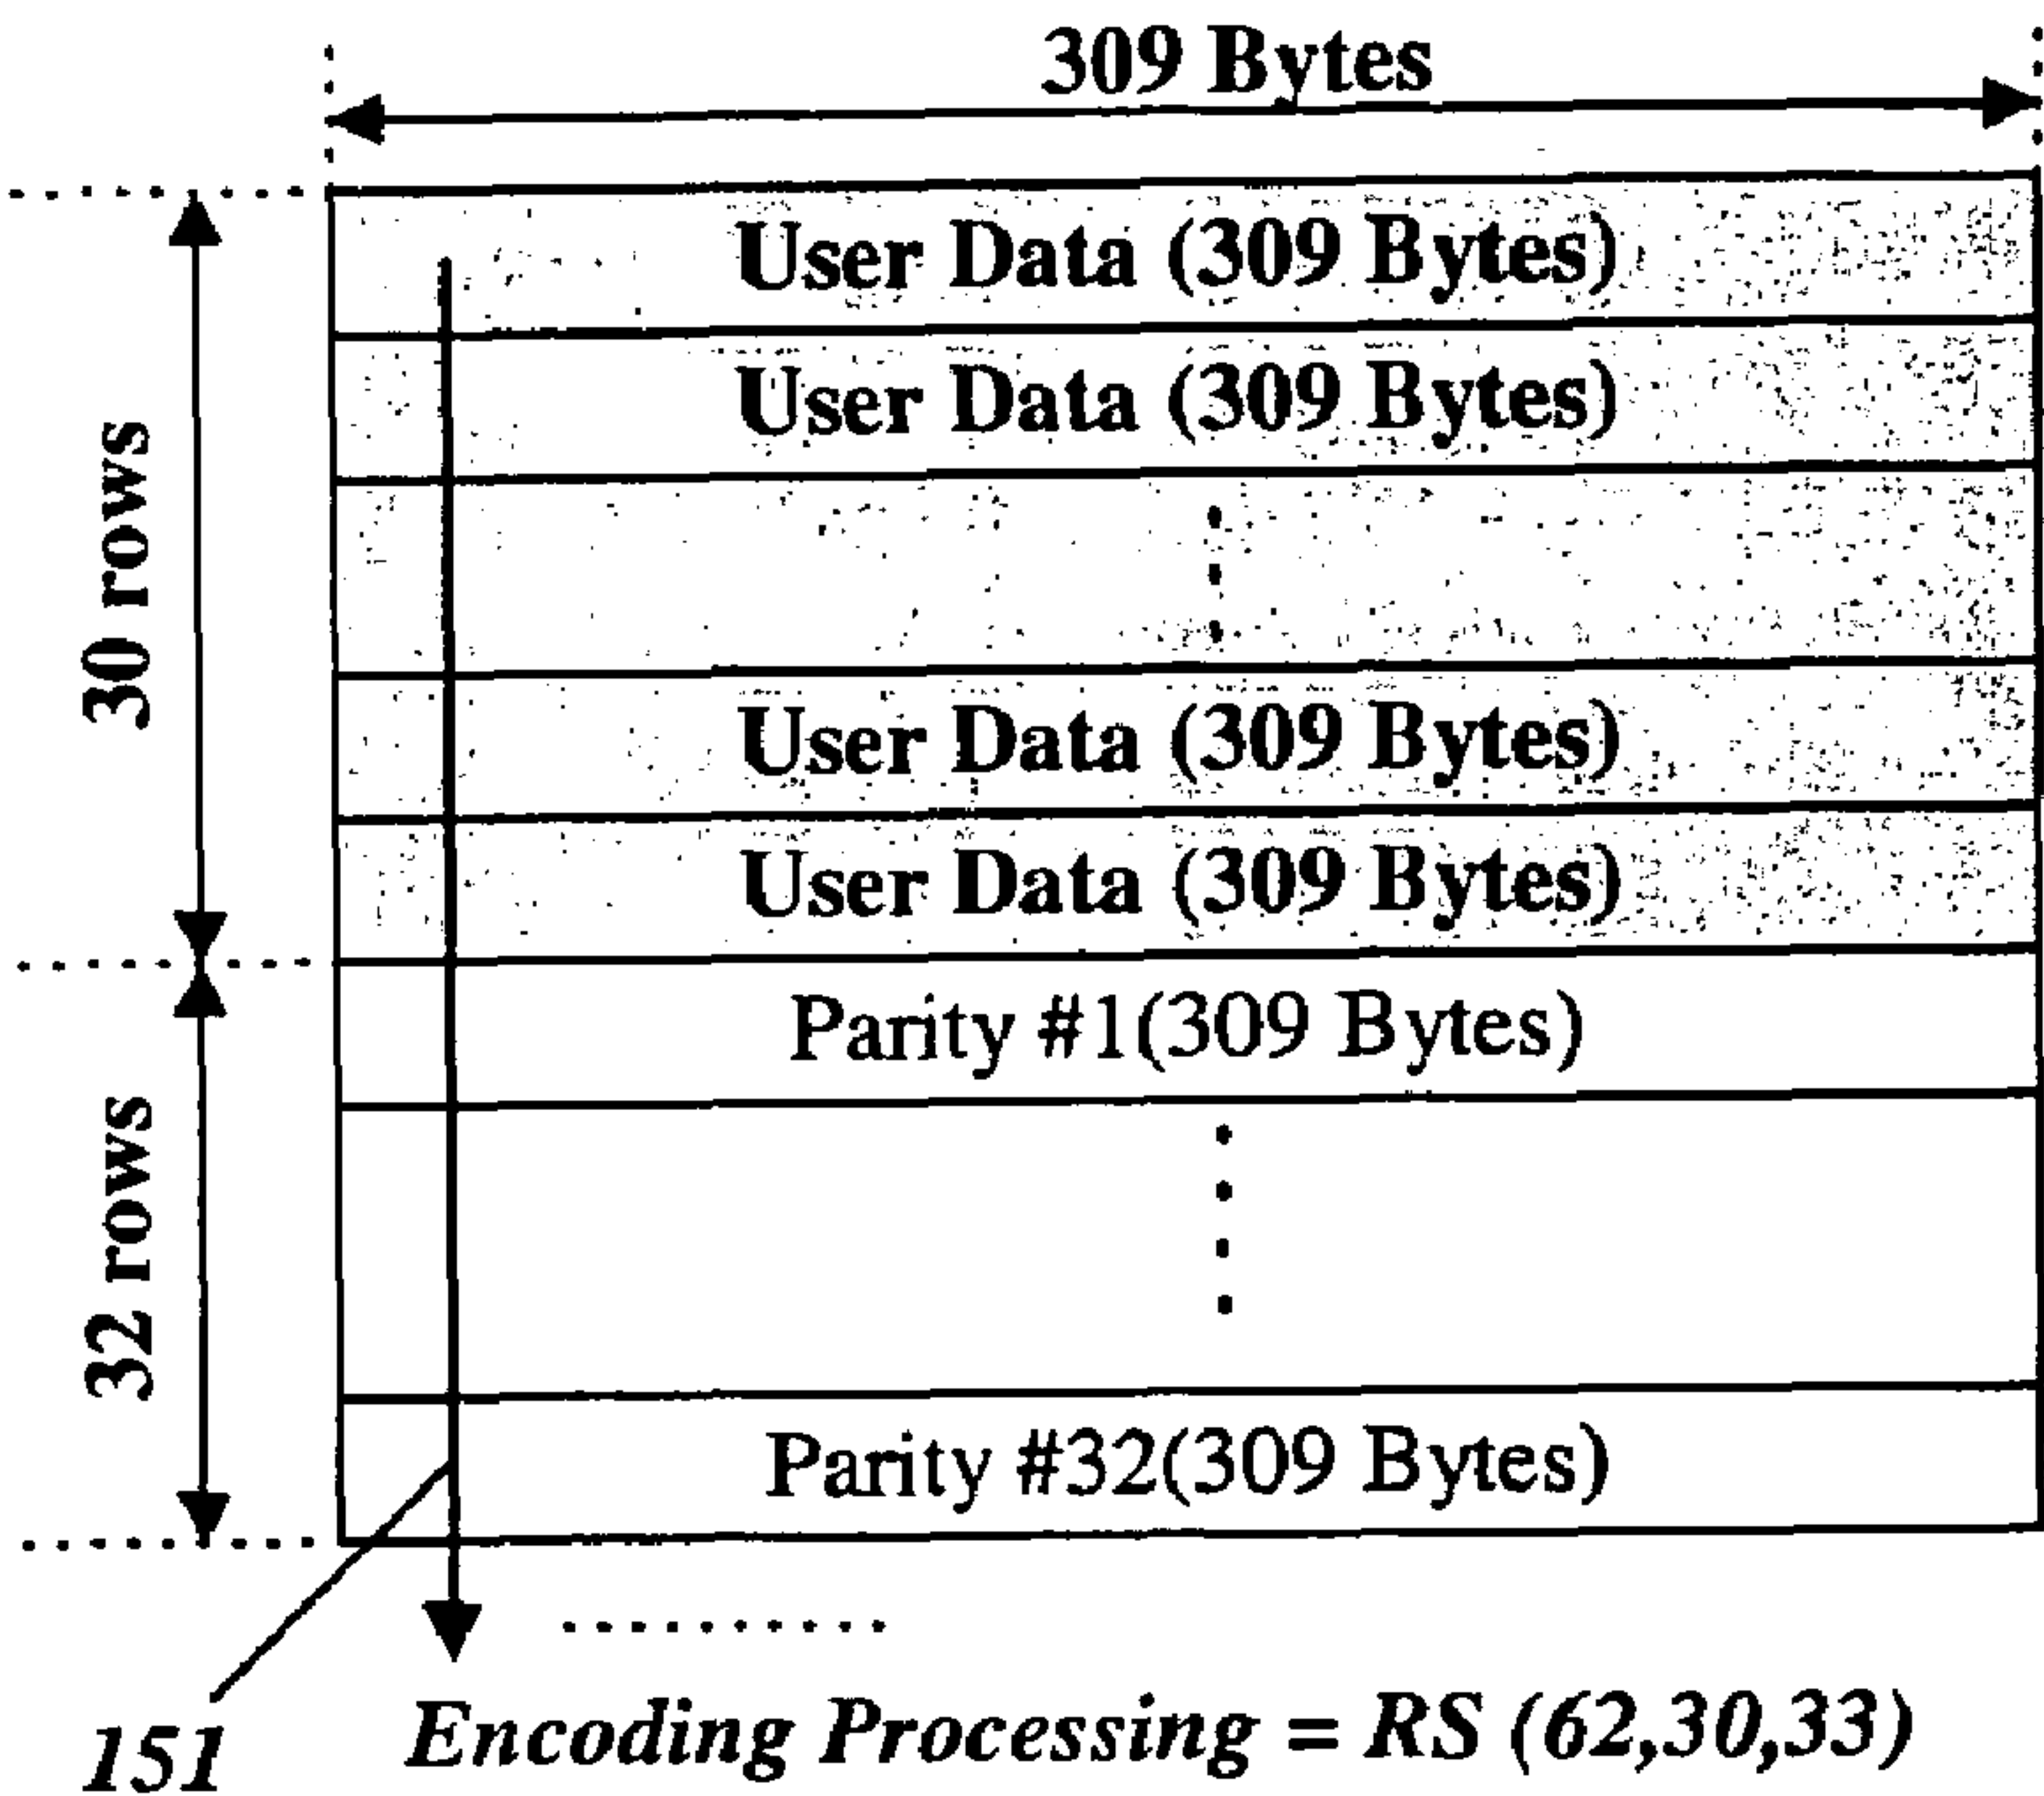 309 Bytes
User Data (309 Bytes)
User Data (309 Bytes)
30 rows
User Data (309 Bytes)
User Data (309 Bytes)
Parity #1(309 Bytes)
32 rows
Parity #32(309 Bytes)
151
Encoding Processing = RS (62,30,33)